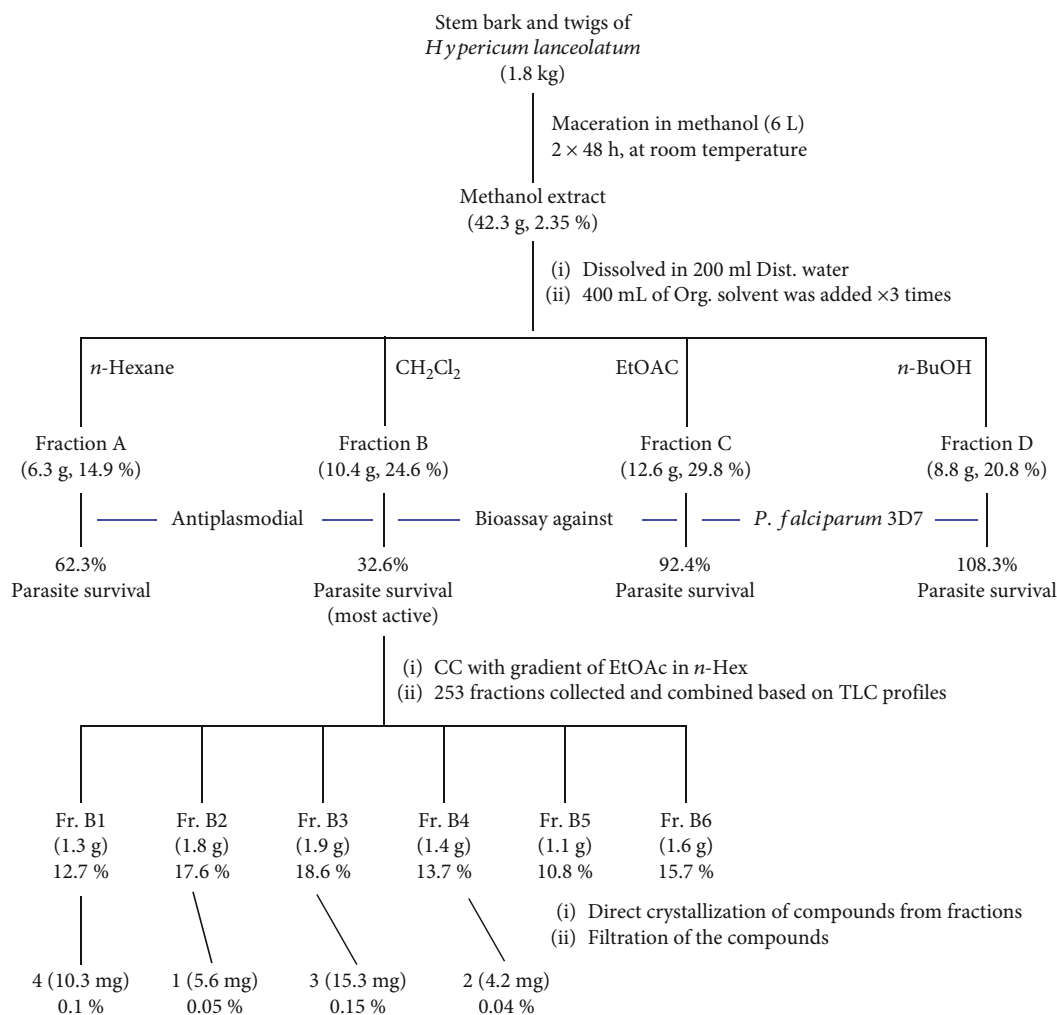 Stem bark and twigs of
Hypericum lanceolatum
(1.8 kg)
Maceration in methanol (6 L)
2 × 48 h, at room temperature
Methanol extract
(42.3 g, 2.35 %)
(i) Dissolved in 200 ml Dist. water
(ii) 400 mL of Org. solvent was added ×3 times
n-Hexane
CH₂Cl₂
EtOAC
n-BuOH
Fraction A
(6.3 g, 14.9 %)
Fraction B
(10.4 g, 24.6 %)
Fraction C
(12.6 g, 29.8 %)
Fraction D
(8.8 g, 20.8 %)
Antiplasmodial
Bioassay against
P. falciparum 3D7
62.3%
Parasite survival
32.6%
Parasite survival
(most active)
92.4%
Parasite survival
108.3%
Parasite survival
(i) CC with gradient of EtOAc in n-Hex
(ii) 253 fractions collected and combined based on TLC profiles
Fr. B1
(1.3 g)
12.7 %
Fr. B2
(1.8 g)
17.6 %
Fr. B3
(1.9 g)
18.6 %
Fr. B4
(1.4 g)
13.7 %
Fr. B5
(1.1 g)
10.8 %
Fr. B6
(1.6 g)
15.7 %
(i) Direct crystallization of compounds from fractions
(ii) Filtration of the compounds
4 (10.3 mg)
0.1 %
1 (5.6 mg)
0.05 %
3 (15.3 mg)
0.15 %
2 (4.2 mg)
0.04 %